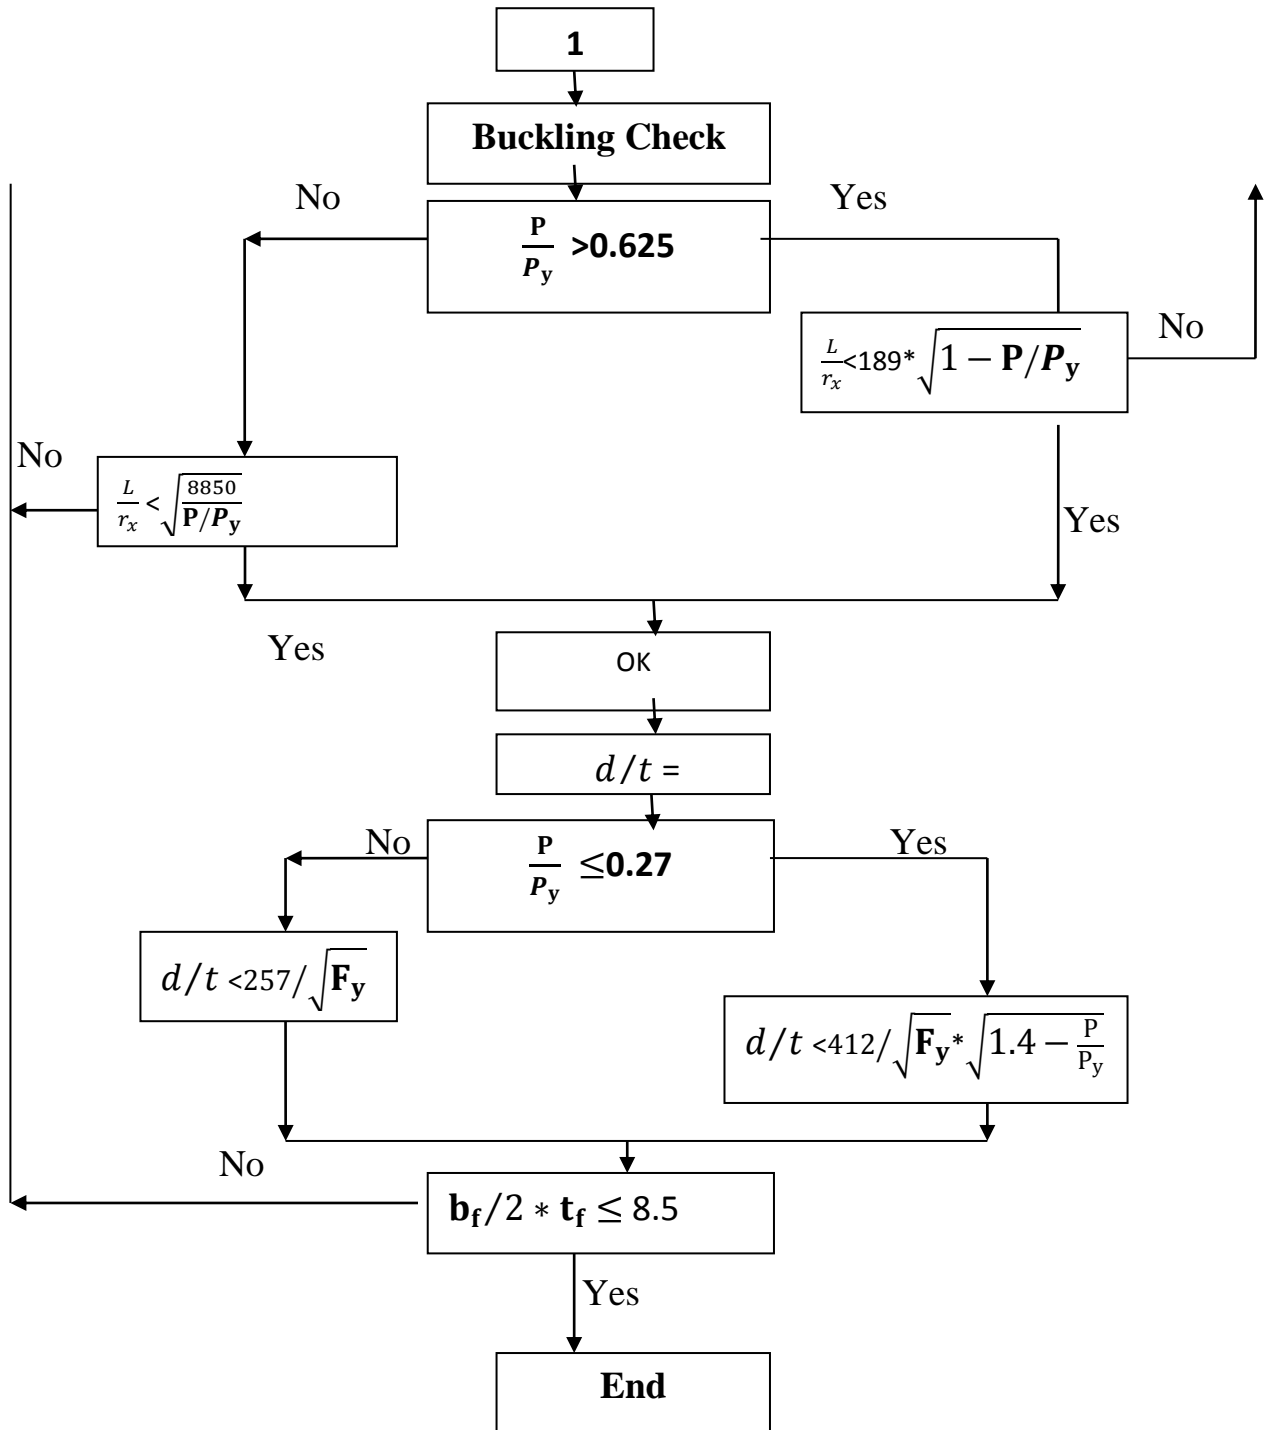 1
Buckling Check
No
Yes
P/P_y >0.625
L/r_x <189* √(1 − P/P_y)
No
No
L/r_x < √(8850/(P/P_y))
Yes
Yes
OK
d/t =
No
Yes
P/P_y ≤0.27
d/t <257/√F_y
d/t <412/√F_y * √(1.4 − P/P_y)
No
b_f/2 ∗ t_f ≤ 8.5
Yes
End